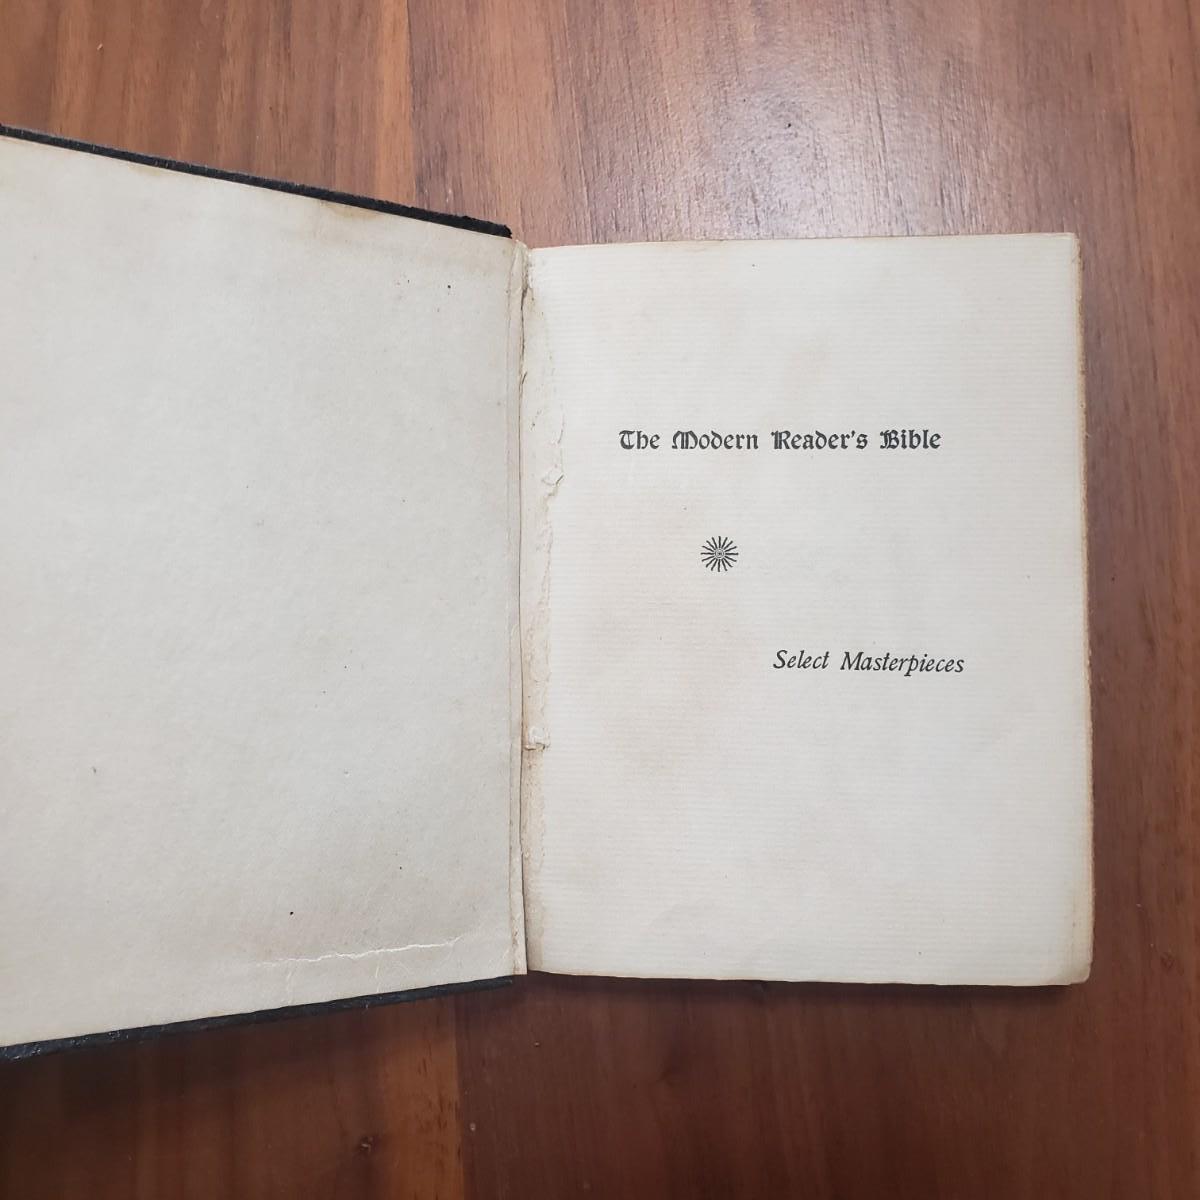 The Modern Reader's Bible
Select Masterpieces